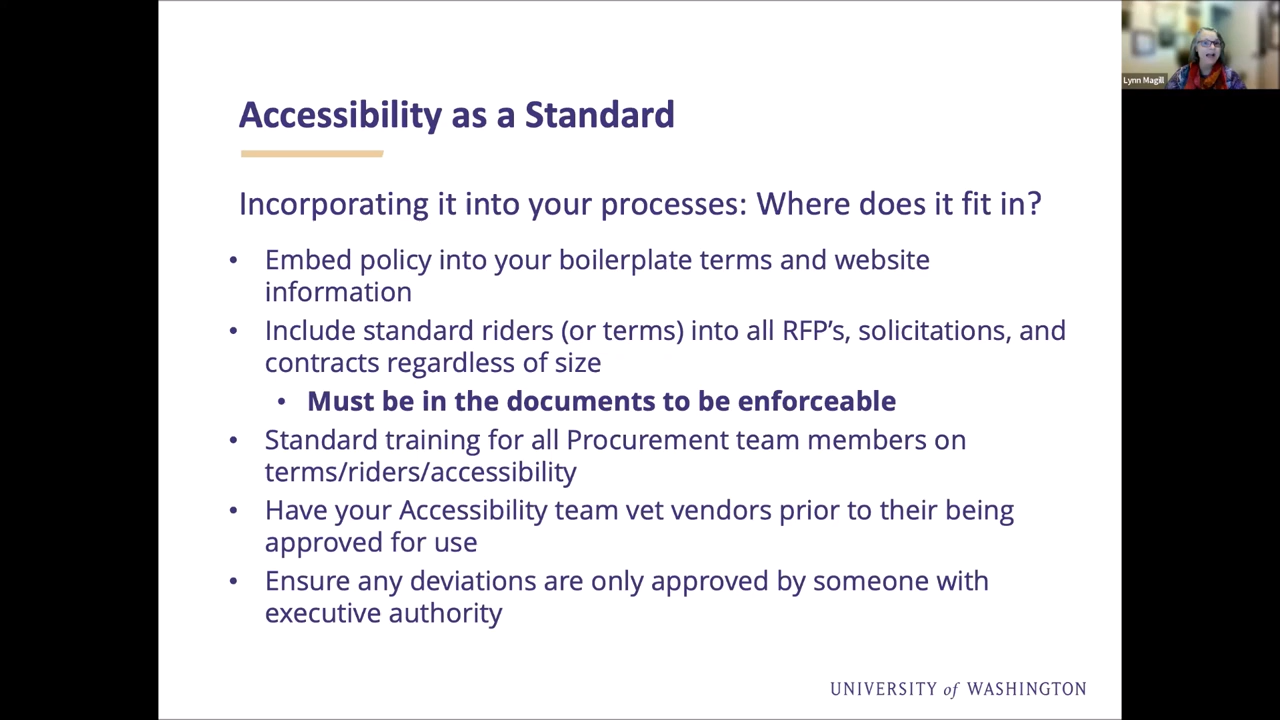 Lynn Magill
Accessibility as a Standard
Incorporating it into your processes: Where does it fit in?
• Embed policy into your boilerplate terms and website
information
• Include standard riders (or terms) into all RFP’s, solicitations, and
contracts regardless of size
• Must be in the documents to be enforceable
• Standard training for all Procurement team members on
terms/riders/accessibility
• Have your Accessibility team vet vendors prior to their being
approved for use
• Ensure any deviations are only approved by someone with
executive authority
UNIVERSITY of WASHINGTON